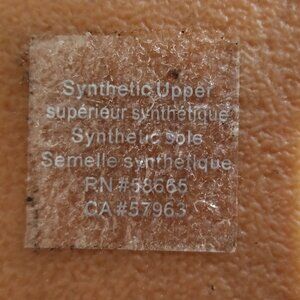 Synthetic Upper
supérieur synthétique
Synthetic sole
Semelle synthétique
RN #58665
CA #57963